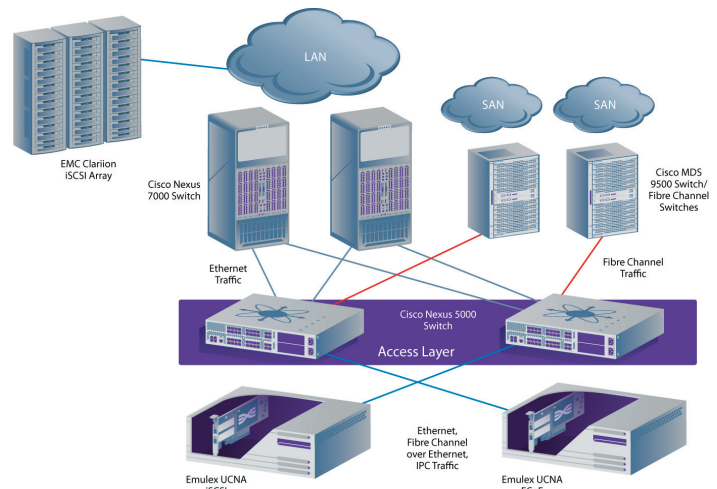 LAN
SAN
SAN
EMC Clariion
iSCSI Array
Cisco Nexus
7000 Switch
Cisco MDS
9500 Switch/
Fibre Channel
Switches
Ethernet
Traffic
Fibre Channel
Traffic
Cisco Nexus 5000
Switch
Access Layer
Ethernet,
Fibre Channel
over Ethernet,
IPC Traffic
Emulex UCNA
iSCSI
Emulex UCNA
FCoE